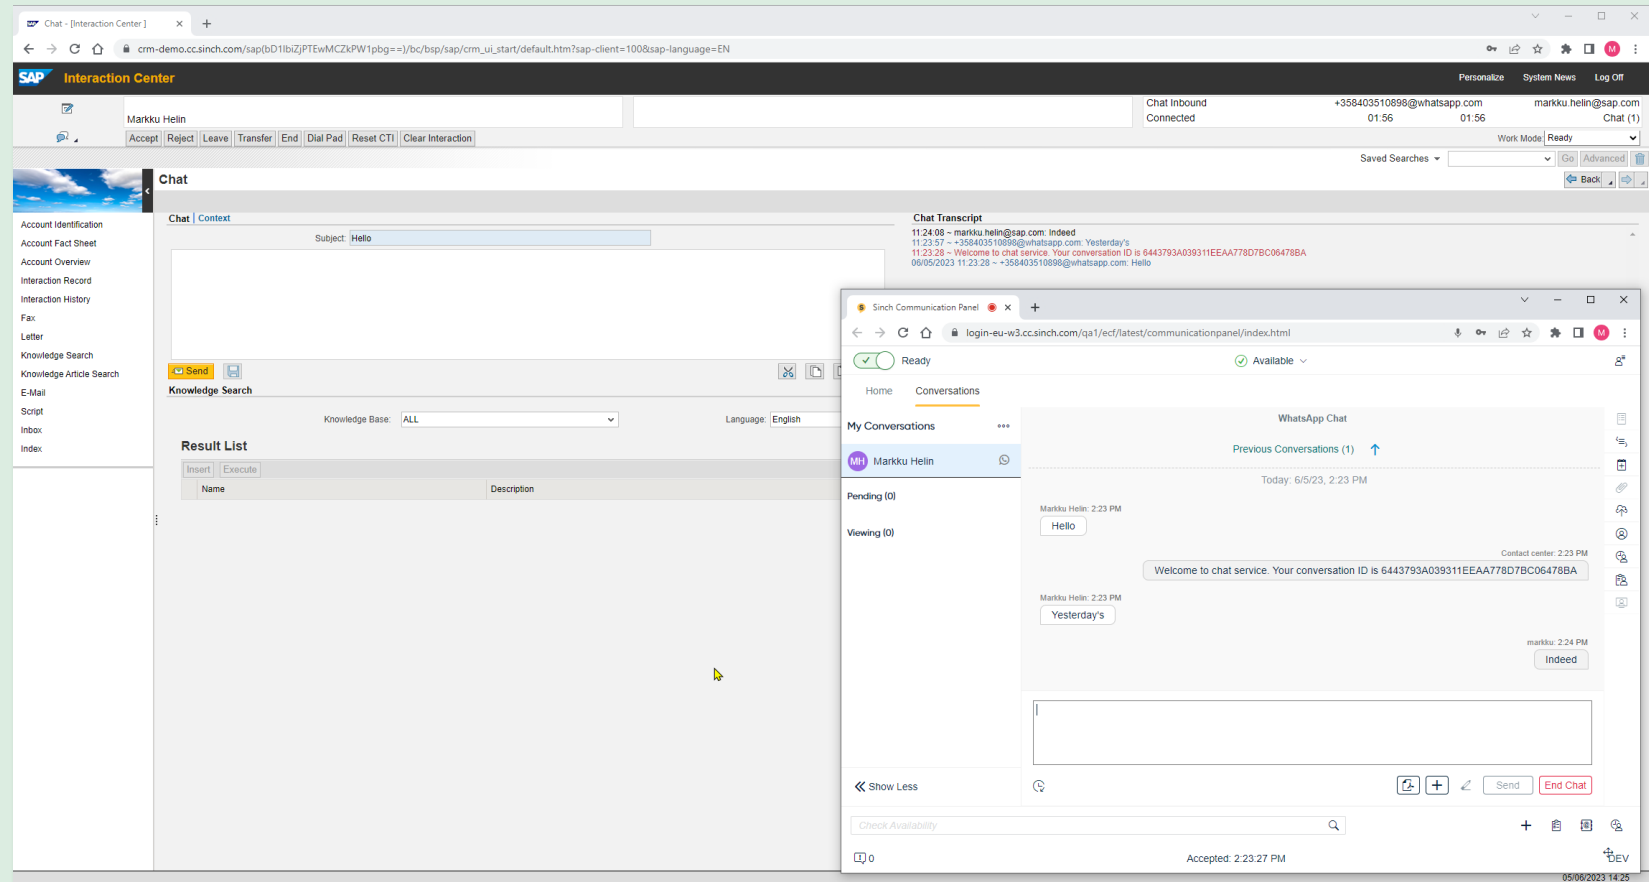 Chat - [Interaction Center ]
crm-demo.cc.sinch.com/sap(bD1lbiZjPTEwMCZkPW1pbg==)/bc/bsp/sap/crm_ui_start/default.htm?sap-client=100&sap-language=EN
M
SAP Interaction Center
Personalize System News Log Off
Markku Helin
Chat Inbound +358403510898@whatsapp.com markku.helin@sap.com
Connected 01:56 01:56 Chat (1)
Accept Reject Leave Transfer End Dial Pad Reset CTI Clear Interaction
Work Mode: Ready
Saved Searches Go Advanced
Chat
Back
Account Identification
Account Fact Sheet
Account Overview
Interaction Record
Interaction History
Fax
Letter
Knowledge Search
Knowledge Article Search
E-Mail
Script
Inbox
Index
Chat | Context
Subject: Hello
Send
Knowledge Search
Knowledge Base: ALL
Language: English
Result List
Insert Execute
Name Description
Chat Transcript
11:24:08 ~ markku.helin@sap.com: Indeed
11:23:57 ~ +358403510898@whatsapp.com: Yesterday's
11:23:28 ~ Welcome to chat service. Your conversation ID is 6443793A039311EEAA778D7BC06478BA
06/05/2023 11:23:28 ~ +358403510898@whatsapp.com: Hello
S Sinch Communication Panel
login-eu-w3.cc.sinch.com/qa1/ecf/latest/communicationpanel/index.html
M
Ready
Available
Home Conversations
My Conversations
MH Markku Helin
Pending (0)
Viewing (0)
Show Less
WhatsApp Chat
Previous Conversations (1)
Today: 6/5/23, 2:23 PM
Markku Helin: 2:23 PM
Hello
Contact center: 2:23 PM
Welcome to chat service. Your conversation ID is 6443793A039311EEAA778D7BC06478BA
Markku Helin: 2:23 PM
Yesterday's
markku: 2:24 PM
Indeed
Send End Chat
Check Availability
0
Accepted: 2:23:27 PM
DEV
05/06/2023 14:25